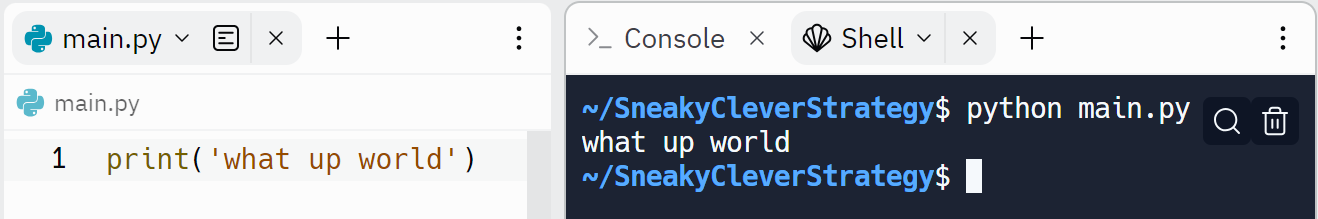 main.py
main.py
1 print('what up world')
Console
Shell
~/SneakyCleverStrategy$ python main.py
what up world
~/SneakyCleverStrategy$